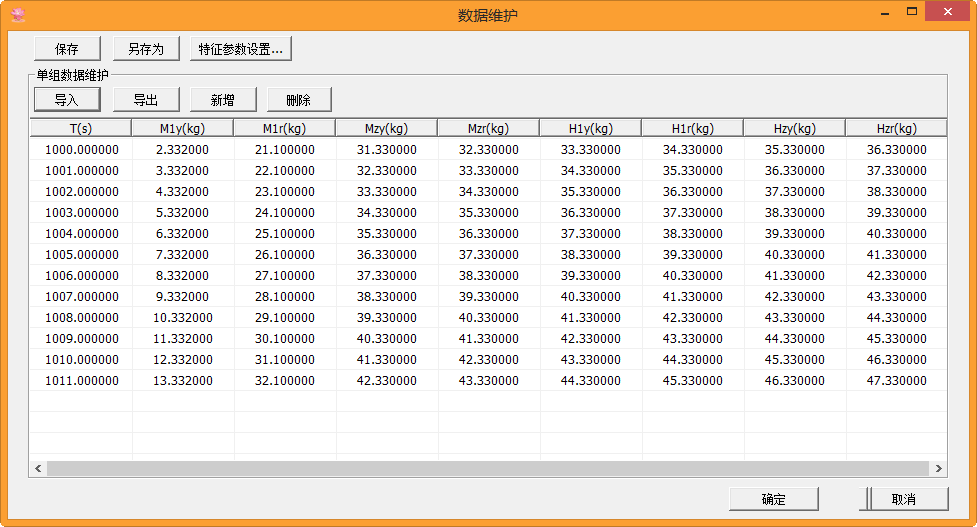 数据维护
保存 另存为 特征参数设置...
单组数据维护
导入 导出 新增 删除
T(s) M1y(kg) M1r(kg) Mzy(kg) Mzr(kg) H1y(kg) H1r(kg) Hzy(kg) Hzr(kg)
1000.000000 2.332000 21.100000 31.330000 32.330000 33.330000 34.330000 35.330000 36.330000
1001.000000 3.332000 22.100000 32.330000 33.330000 34.330000 35.330000 36.330000 37.330000
1002.000000 4.332000 23.100000 33.330000 34.330000 35.330000 36.330000 37.330000 38.330000
1003.000000 5.332000 24.100000 34.330000 35.330000 36.330000 37.330000 38.330000 39.330000
1004.000000 6.332000 25.100000 35.330000 36.330000 37.330000 38.330000 39.330000 40.330000
1005.000000 7.332000 26.100000 36.330000 37.330000 38.330000 39.330000 40.330000 41.330000
1006.000000 8.332000 27.100000 37.330000 38.330000 39.330000 40.330000 41.330000 42.330000
1007.000000 9.332000 28.100000 38.330000 39.330000 40.330000 41.330000 42.330000 43.330000
1008.000000 10.332000 29.100000 39.330000 40.330000 41.330000 42.330000 43.330000 44.330000
1009.000000 11.332000 30.100000 40.330000 41.330000 42.330000 43.330000 44.330000 45.330000
1010.000000 12.332000 31.100000 41.330000 42.330000 43.330000 44.330000 45.330000 46.330000
1011.000000 13.332000 32.100000 42.330000 43.330000 44.330000 45.330000 46.330000 47.330000
确定 取消